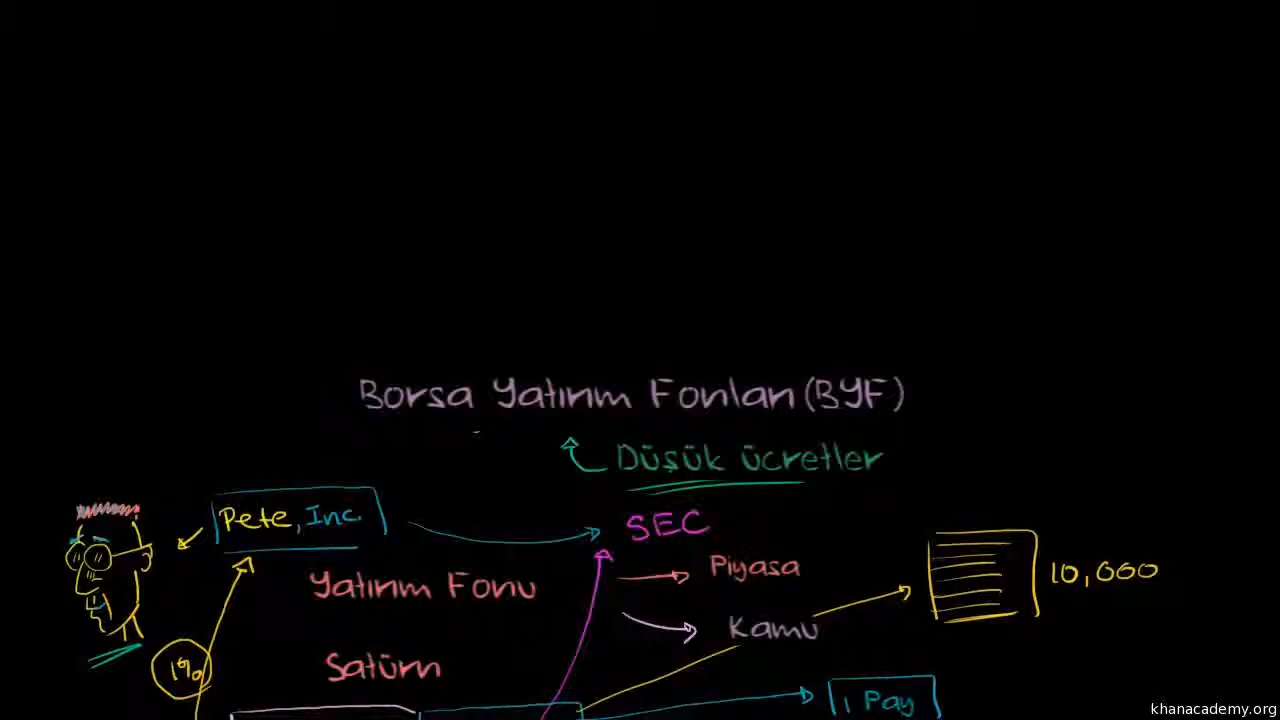 Borsa Yatırım Fonları (BYF)
Düşük ücretler
Pete, Inc.
SEC
Yatırım Fonu
Piyasa
10,000
Kamu
1%
Satürn
1 Pay
khanacademy.org